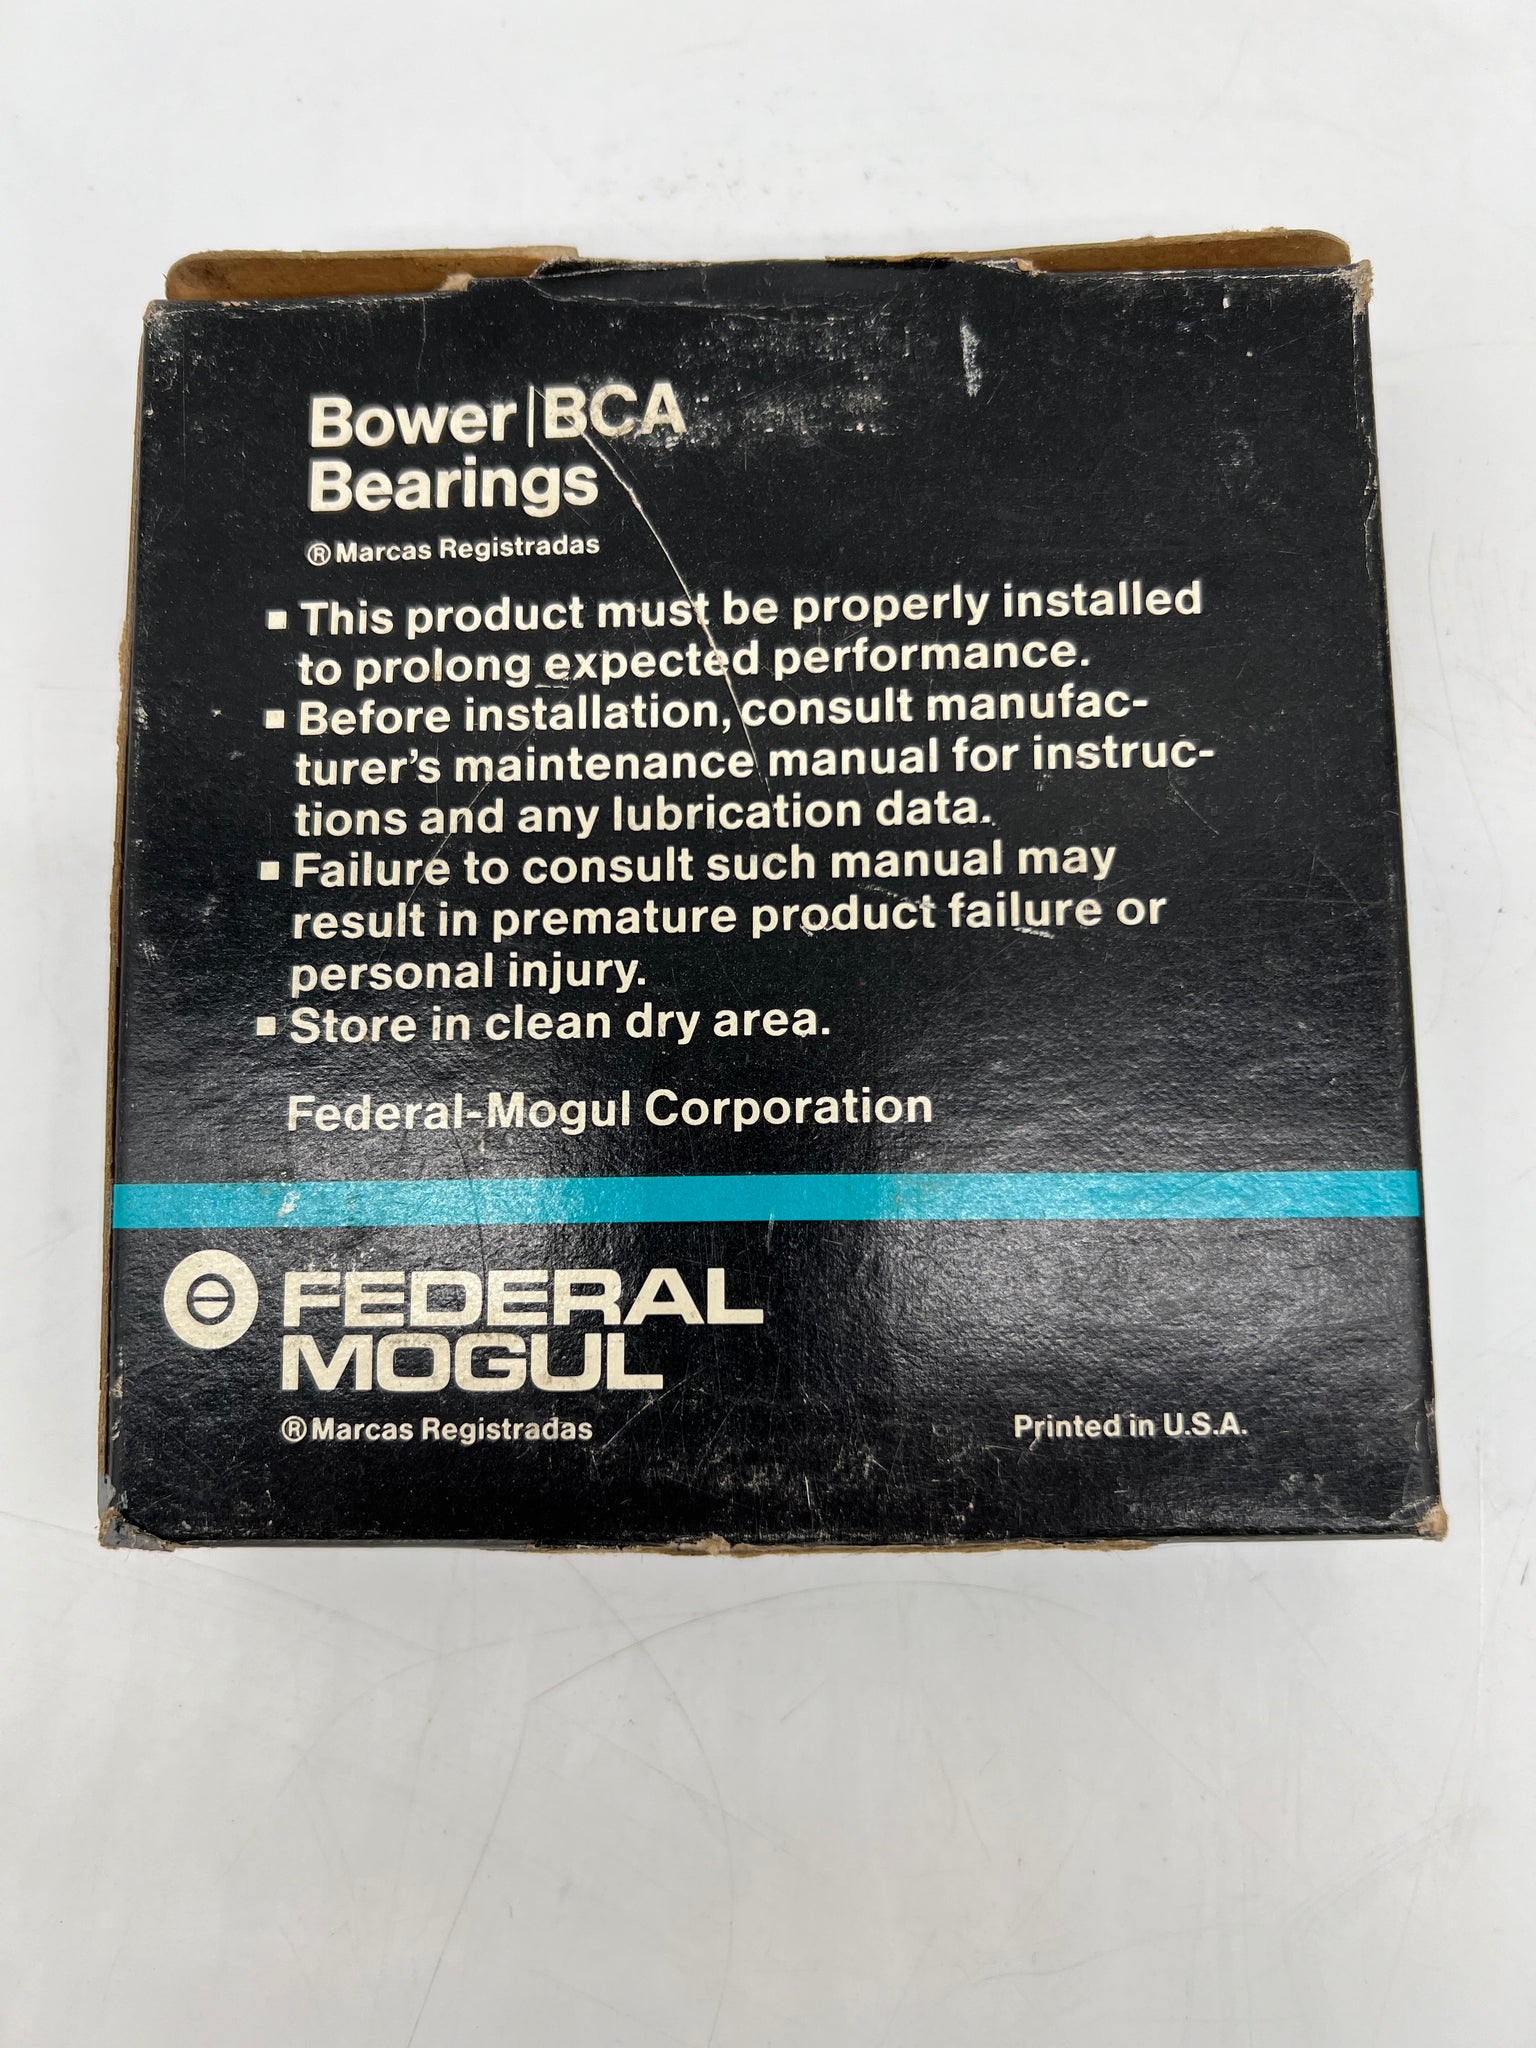 Bower|BCA
Bearings
® Marcas Registradas
▪ This product must be properly installed
to prolong expected performance.
▪ Before installation, consult manufac-
turer's maintenance manual for instruc-
tions and any lubrication data.
▪ Failure to consult such manual may
result in premature product failure or
personal injury.
▪ Store in clean dry area.
Federal-Mogul Corporation
FEDERAL
MOGUL
® Marcas Registradas
Printed in U.S.A.